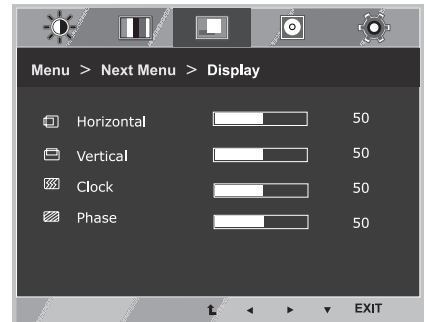 Menu > Next Menu > Display
Horizontal 50
Vertical 50
Clock 50
Phase 50
EXIT